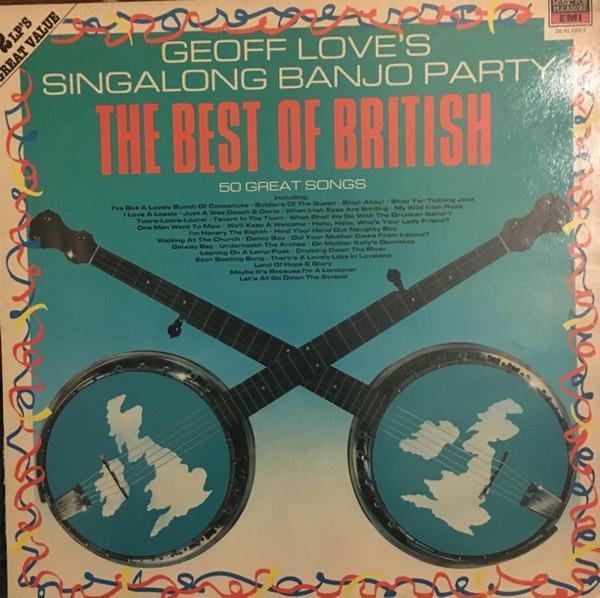 2 LP'S
GREAT VALUE
MUSIC FOR
PLEASURE
EMI
GEOFF LOVE'S
SINGALONG BANJO PARTY
THE BEST OF BRITISH
50 GREAT SONGS
Including:
I've Got A Lovely Bunch Of Coconuts · Soldiers Of The Queen · Ship! Ahoy! · Stop Yer Tickling Jock
I Love A Lassie · Just A Wee Deoch & Doris · When Irish Eyes Are Smiling · My Wild Irish Rose
Toora-Loora-Looral · Tavern In The Town · What Shall We Do With The Drunken Sailor?
One Man Went To Mow · We'll Keep A Welcome · Hello, Hello, Who's Your Lady Friend?
I'm Henery The Eighth · Hold Your Hand Out Naughty Boy
Waiting At The Church · Danny Boy · Did Your Mother Come From Ireland?
Galway Bay · Underneath The Arches · On Mother Kelly's Doorstep
Leaning On A Lamp-Post · Cruising Down The River
Eton Boating Song · There's A Lovely Lake In Loveland
Land Of Hope & Glory
Maybe It's Because I'm A Londoner
Let's All Go Down The Strand